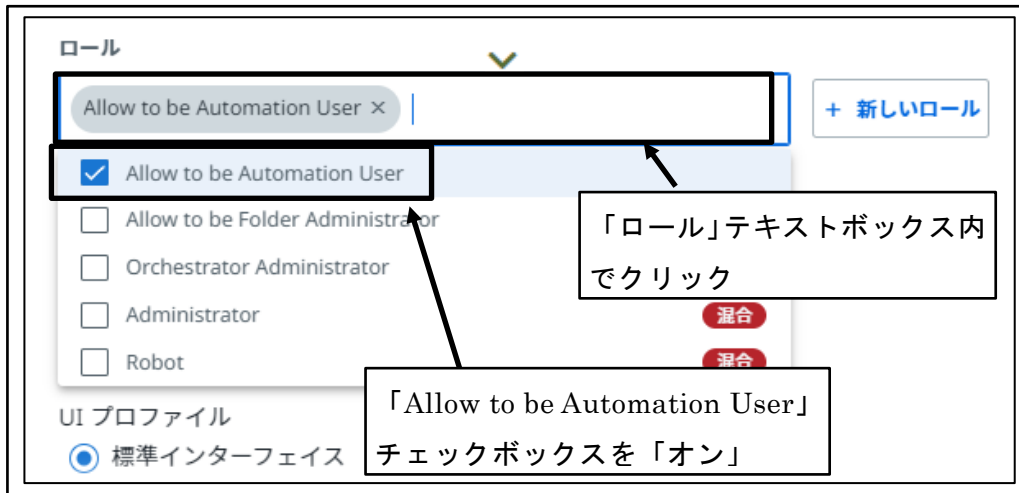 ロール
Allow to be Automation User ×
+ 新しいロール
Allow to be Automation User
Allow to be Folder Administrator
「ロール」テキストボックス内
でクリック
Orchestrator Administrator
Administrator
混合
Robot
混合
「Allow to be Automation User」
チェックボックスを「オン」
UI プロファイル
標準インターフェイス